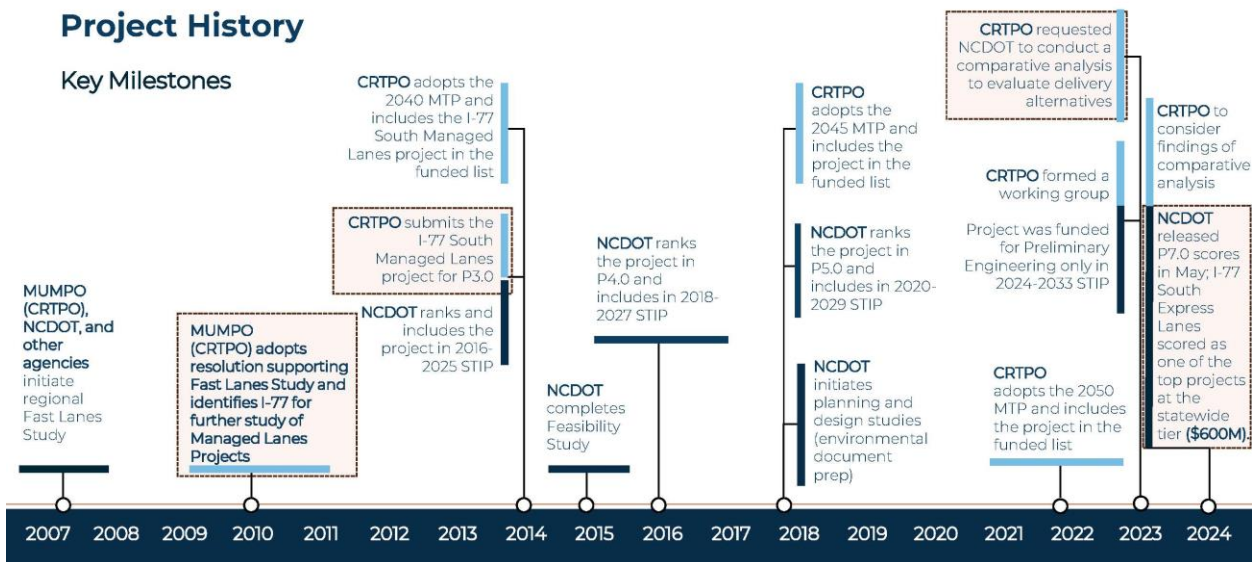 Project History
Key Milestones
MUMPO
(CRTPO),
NCDOT, and
other
agencies
initiate
regional
Fast Lanes
Study
MUMPO
(CRTPO) adopts
resolution supporting
Fast Lanes Study and
identifies I-77 for
further study of
Managed Lanes
Projects
CRTPO adopts the
2040 MTP and
includes the I-77
South Managed
Lanes project in the
funded list
CRTPO submits the
I-77 South
Managed Lanes
project for P3.0
NCDOT ranks and
includes the
project in 2016-
2025 STIP
NCDOT
completes
Feasibility
Study
NCDOT ranks
the project in
P4.0 and
includes in 2018-
2027 STIP
CRTPO
adopts the
2045 MTP and
includes the
project in the
funded list
NCDOT ranks
the project in
P5.0 and
includes in 2020-
2029 STIP
NCDOT
initiates
planning and
design studies
(environmental
document
prep)
CRTPO
adopts the 2050
MTP and includes
the project in the
funded list
CRTPO requested
NCDOT to conduct a
comparative analysis
to evaluate delivery
alternatives
CRTPO formed a
working group
Project was funded
for Preliminary
Engineering only in
2024-2033 STIP
CRTPO to
consider
findings of
comparative
analysis
NCDOT
released
P7.0 scores
in May; I-77
South
Express
Lanes
scored as
one of the
top projects
at the
statewide
tier ($600M)
2007 2008 2009 2010 2011 2012 2013 2014 2015 2016 2017 2018 2019 2020 2021 2022 2023 2024